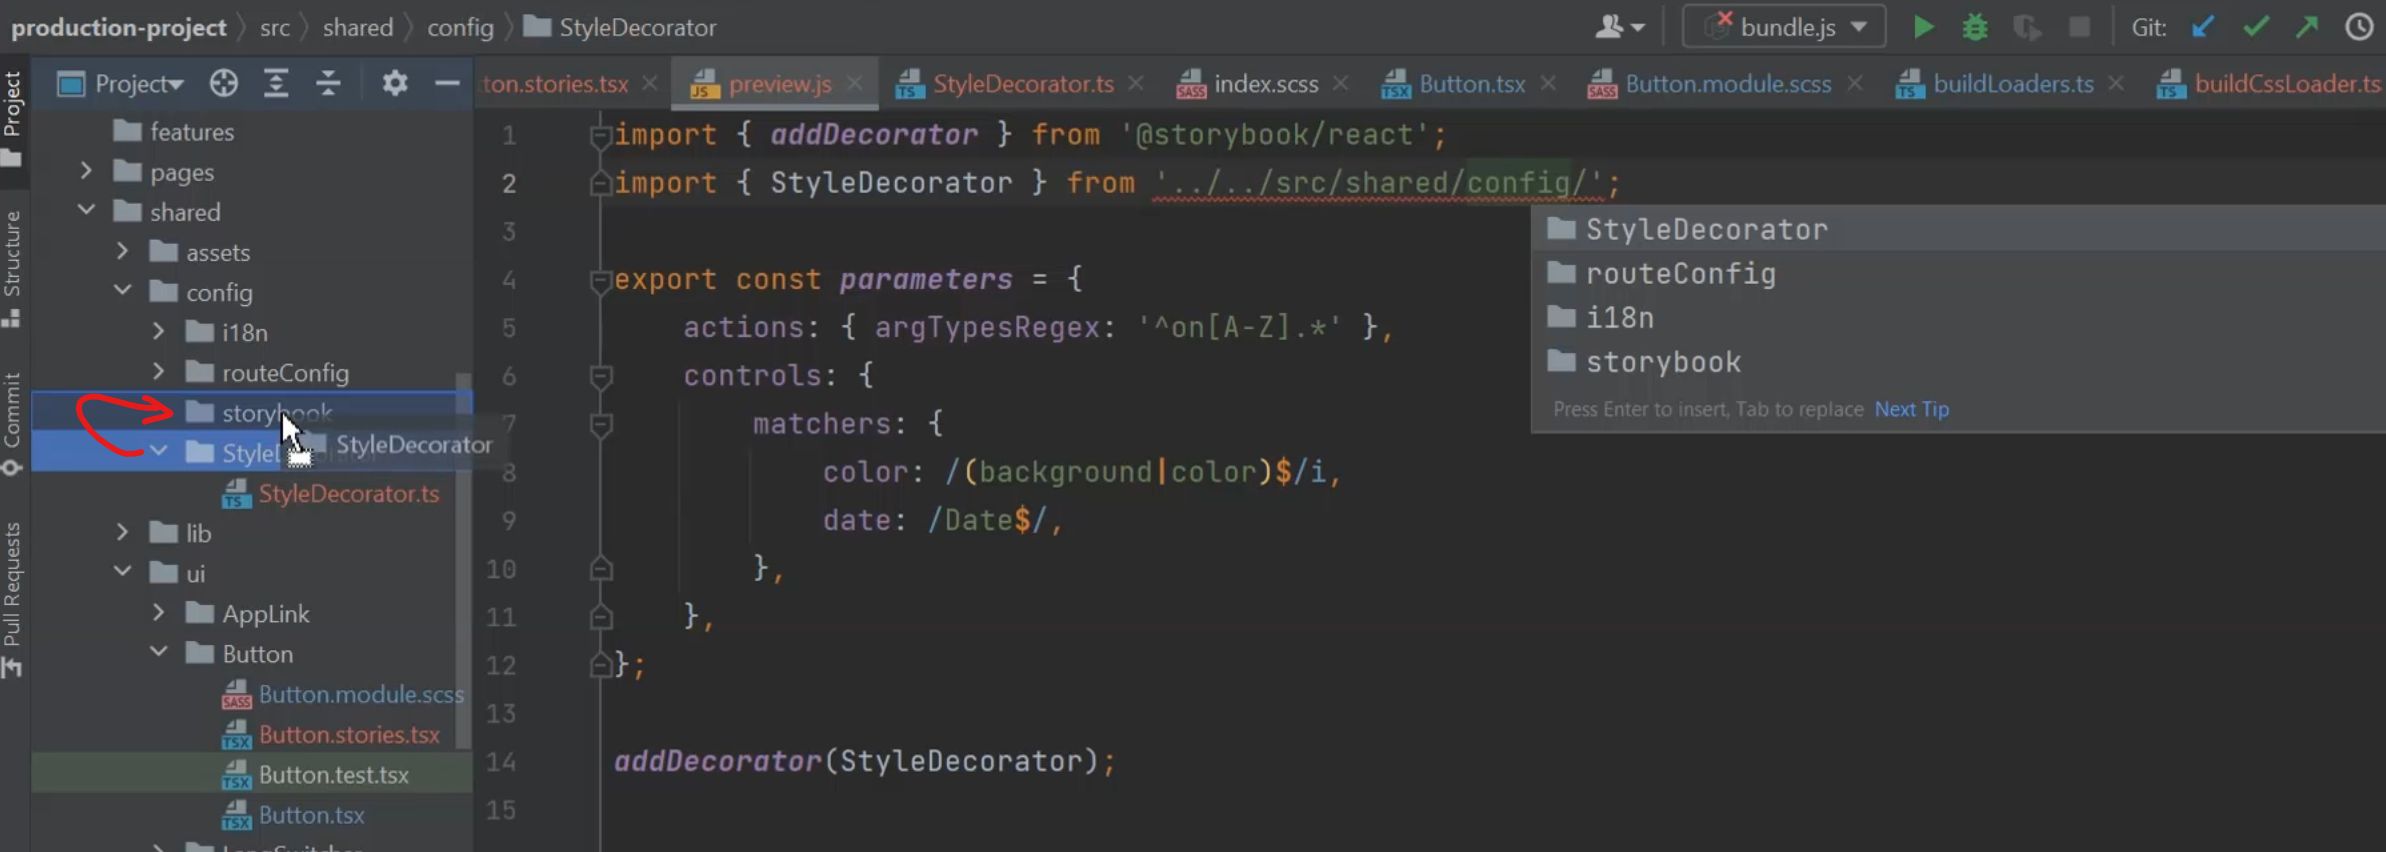 production-project src shared config StyleDecorator bundle.js Git:
Project
ton.stories.tsx preview.js StyleDecorator.ts index.scss Button.tsx Button.module.scss buildLoaders.ts buildCssLoader.ts
Project
Structure
Commit
Pull Requests
features
pages
shared
assets
config
i18n
routeConfig
storybook
StyleDecorator
StyleDecorator.ts
lib
ui
AppLink
Button
Button.module.scss
Button.stories.tsx
Button.test.tsx
Button.tsx
1 import { addDecorator } from '@storybook/react';
2 import { StyleDecorator } from '../../src/shared/config/';
3
4 export const parameters = {
5 actions: { argTypesRegex: '^on[A-Z].*' },
6 controls: {
7 matchers: {
8 color: /(background|color)$/i,
9 date: /Date$/,
10 },
11 },
12 };
13
14 addDecorator(StyleDecorator);
15
StyleDecorator
routeConfig
i18n
storybook
Press Enter to insert, Tab to replace Next Tip